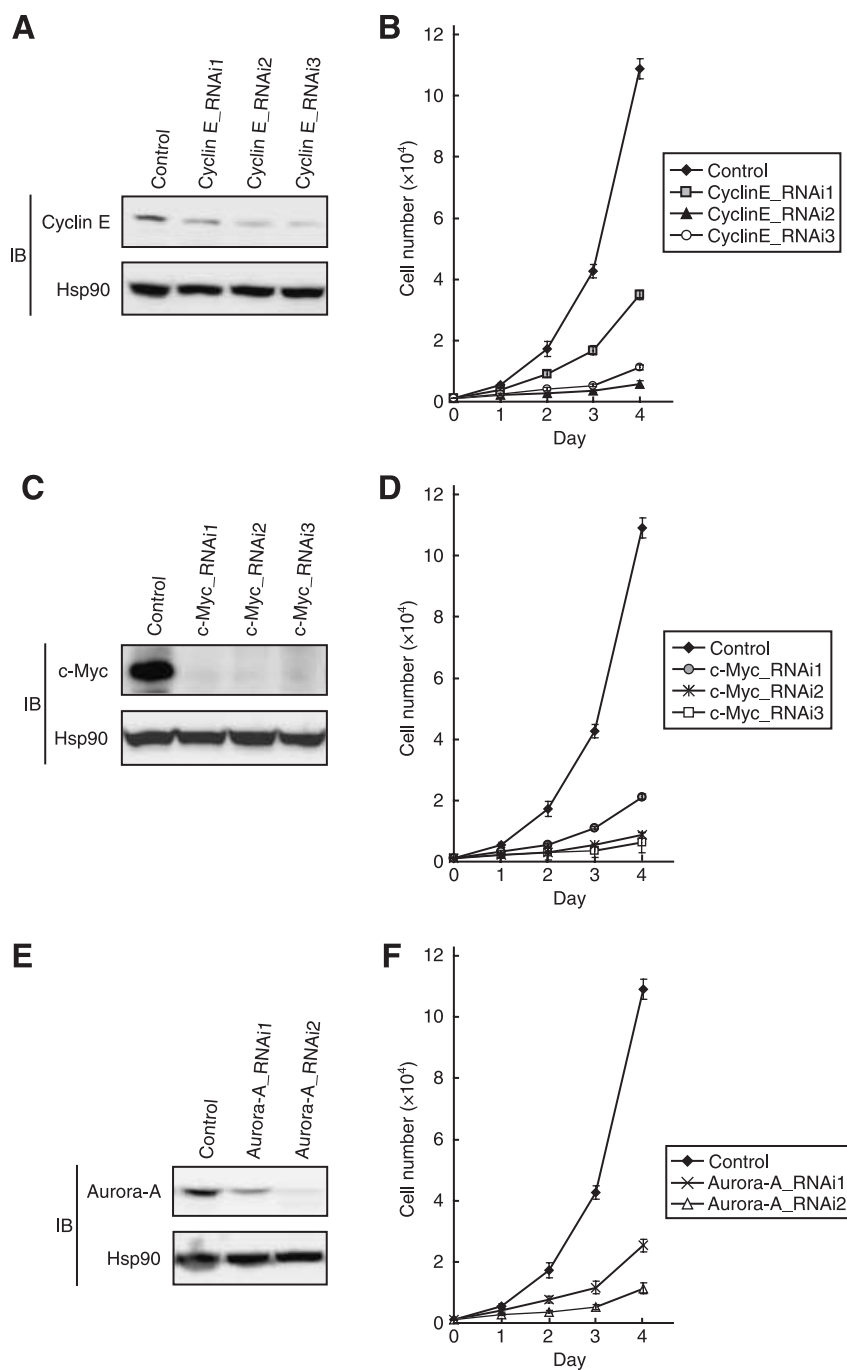 A
Control
Cyclin E_RNAi1
Cyclin E_RNAi2
Cyclin E_RNAi3
IB
Cyclin E
Hsp90
B
Cell number (×10⁴)
12
10
8
6
4
2
0
0 1 2 3 4
Day
Control
CyclinE_RNAi1
CyclinE_RNAi2
CyclinE_RNAi3
C
Control
c-Myc_RNAi1
c-Myc_RNAi2
c-Myc_RNAi3
IB
c-Myc
Hsp90
D
Cell number (×10⁴)
12
10
8
6
4
2
0
0 1 2 3 4
Day
Control
c-Myc_RNAi1
c-Myc_RNAi2
c-Myc_RNAi3
E
Control
Aurora-A_RNAi1
Aurora-A_RNAi2
IB
Aurora-A
Hsp90
F
Cell number (×10⁴)
12
10
8
6
4
2
0
0 1 2 3 4
Day
Control
Aurora-A_RNAi1
Aurora-A_RNAi2